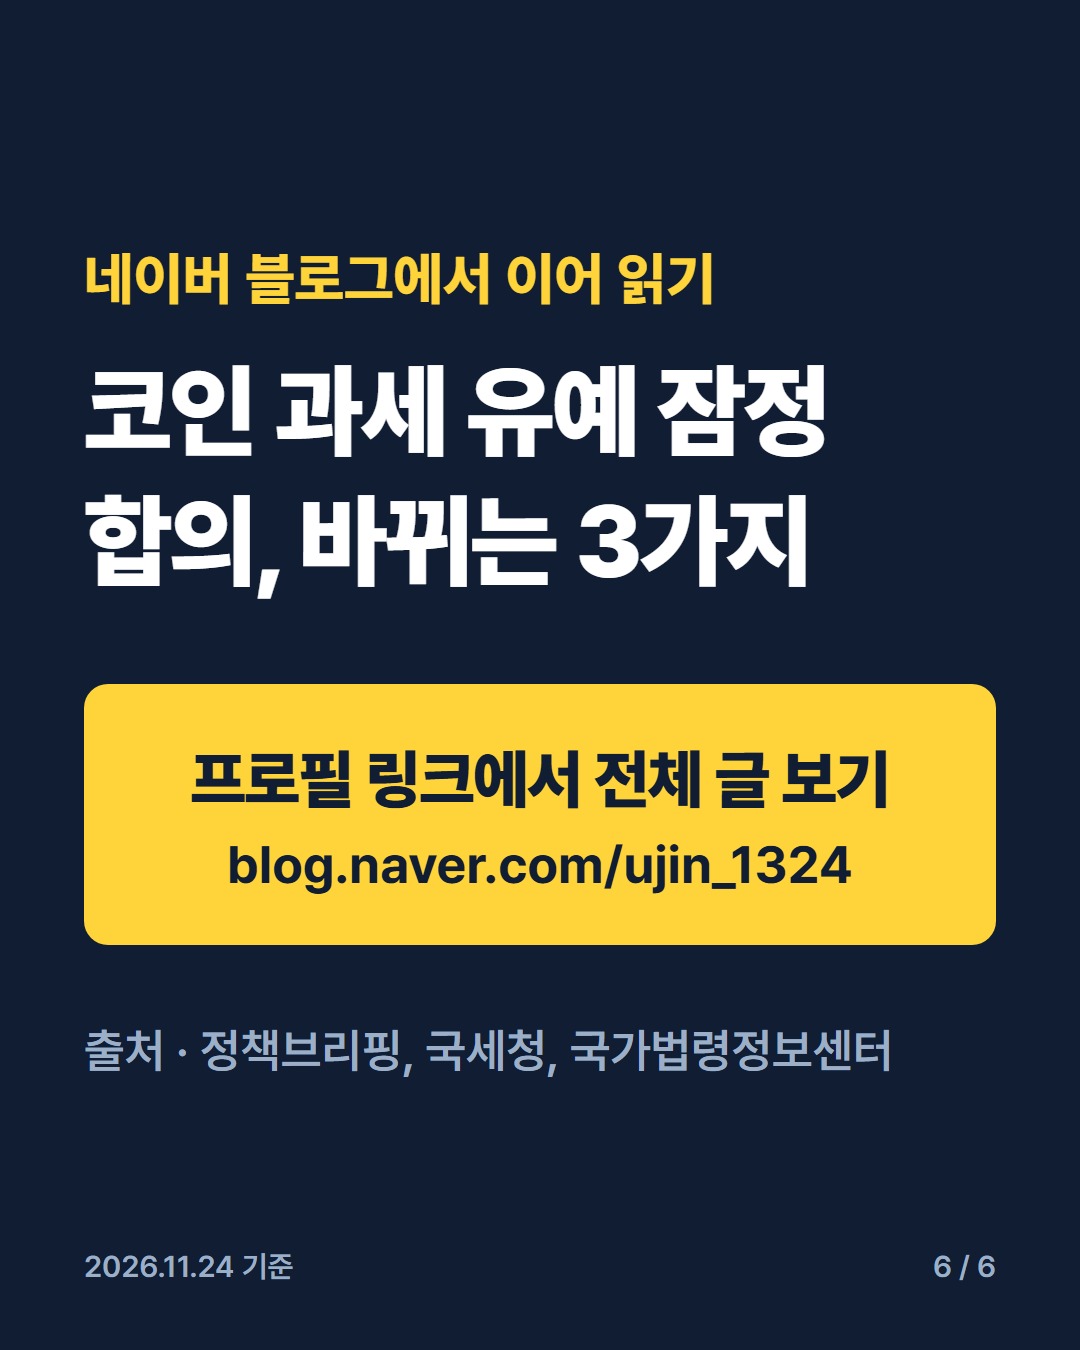 네이버 블로그에서 이어 읽기
코인 과세 유예 잠정
합의, 바뀌는 3가지
프로필 링크에서 전체 글 보기
blog.naver.com/ujin_1324
출처 · 정책브리핑, 국세청, 국가법령정보센터
2026.11.24 기준
6 / 6